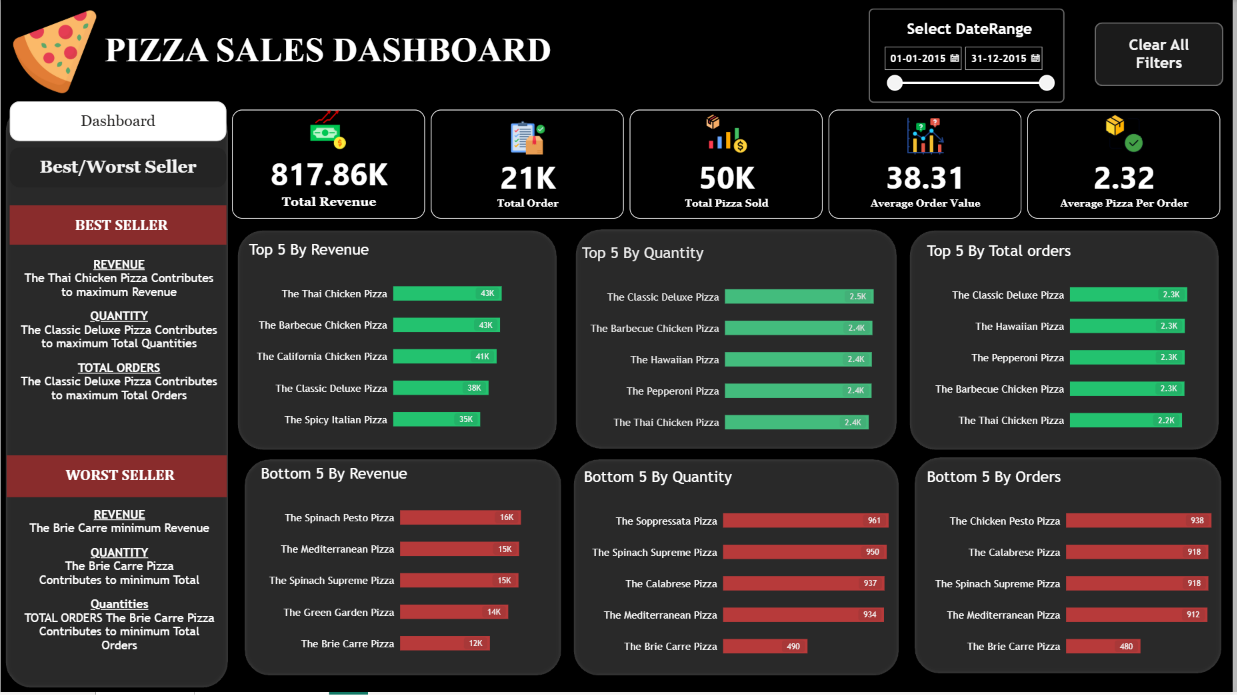 PIZZA SALES DASHBOARD
Select DateRange
01-01-2015
31-12-2015
Clear All
Filters
Dashboard
Best/Worst Seller
BEST SELLER
REVENUE
The Thai Chicken Pizza Contributes
to maximum Revenue
QUANTITY
The Classic Deluxe Pizza Contributes
to maximum Total Quantities
TOTAL ORDERS
The Classic Deluxe Pizza Contributes
to maximum Total Orders
WORST SELLER
REVENUE
The Brie Carre minimum Revenue
QUANTITY
The Brie Carre Pizza
Contributes to minimum Total
Quantities
TOTAL ORDERS The Brie Carre Pizza
Contributes to minimum Total
Orders
817.86K
Total Revenue
21K
Total Order
50K
Total Pizza Sold
38.31
Average Order Value
2.32
Average Pizza Per Order
Top 5 By Revenue
The Thai Chicken Pizza 43K
The Barbecue Chicken Pizza 43K
The California Chicken Pizza 41K
The Classic Deluxe Pizza 38K
The Spicy Italian Pizza 35K
Top 5 By Quantity
The Classic Deluxe Pizza 2.5K
The Barbecue Chicken Pizza 2.4K
The Hawaiian Pizza 2.4K
The Pepperoni Pizza 2.4K
The Thai Chicken Pizza 2.4K
Top 5 By Total orders
The Classic Deluxe Pizza 2.3K
The Hawaiian Pizza 2.3K
The Pepperoni Pizza 2.3K
The Barbecue Chicken Pizza 2.3K
The Thai Chicken Pizza 2.2K
Bottom 5 By Revenue
The Spinach Pesto Pizza 16K
The Mediterranean Pizza 15K
The Spinach Supreme Pizza 15K
The Green Garden Pizza 14K
The Brie Carre Pizza 12K
Bottom 5 By Quantity
The Soppressata Pizza 961
The Spinach Supreme Pizza 950
The Calabrese Pizza 937
The Mediterranean Pizza 934
The Brie Carre Pizza 490
Bottom 5 By Orders
The Chicken Pesto Pizza 938
The Calabrese Pizza 918
The Spinach Supreme Pizza 918
The Mediterranean Pizza 912
The Brie Carre Pizza 480